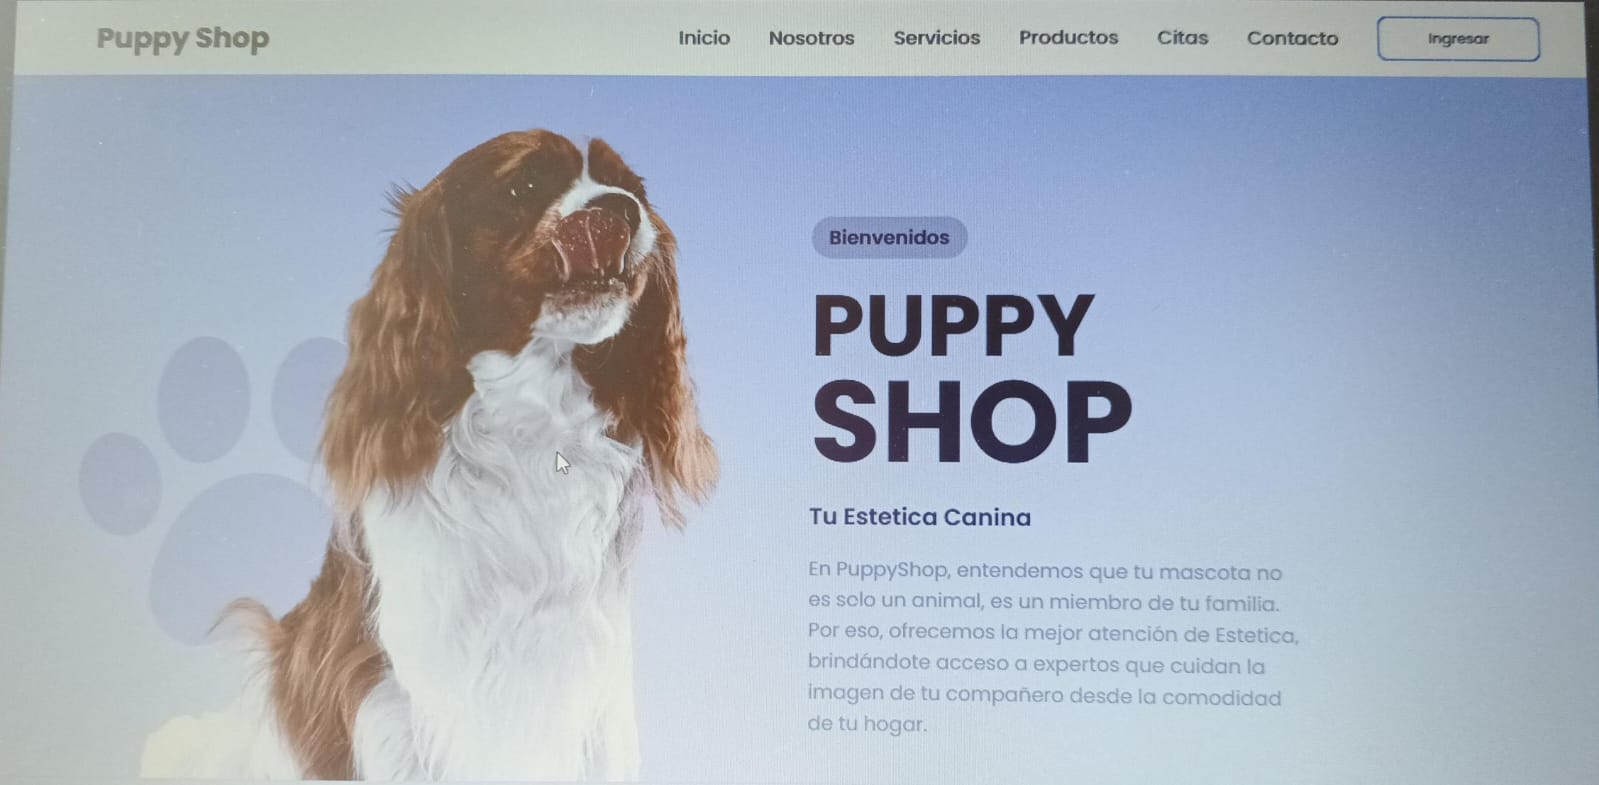 Puppy Shop
Inicio Nosotros Servicios Productos Citas Contacto Ingresar
Bienvenidos
PUPPY
SHOP
Tu Estetica Canina
En PuppyShop, entendemos que tu mascota no
es solo un animal, es un miembro de tu familia.
Por eso, ofrecemos la mejor atención de Estetica,
brindándote acceso a expertos que cuidan la
imagen de tu compañero desde la comodidad
de tu hogar.